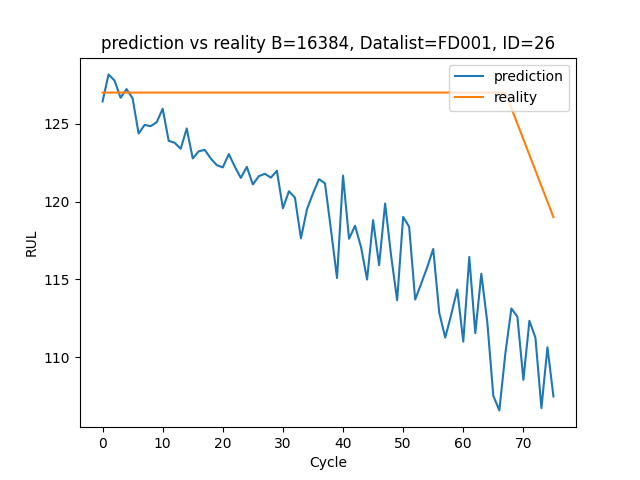 prediction vs reality B=16384, Datalist=FD001, ID=26
prediction
reality
125
120
115
110
RUL
0 10 20 30 40 50 60 70
Cycle